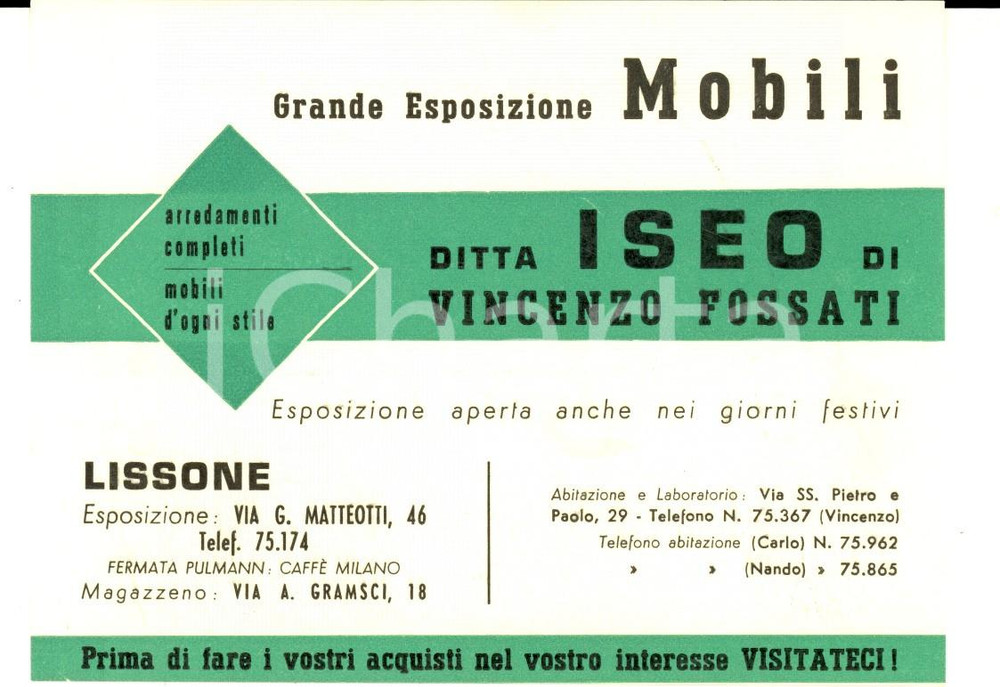 Grande Esposizione Mobili
arredamenti
completi
mobili
d'ogni stile
DITTA ISEO DI
VINCENZO FOSSATI
iCharta
Esposizione aperta anche nei giorni festivi
LISSONE
Esposizione: VIA G. MATTEOTTI, 46
Telef. 75.174
FERMATA PULMANN: CAFFÈ MILANO
Magazzeno: VIA A. GRAMSCI, 18
Abitazione e Laboratorio: Via SS. Pietro e
Paolo, 29 - Telefono N. 75.367 (Vincenzo)
Telefono abitazione (Carlo) N. 75.962
» » (Nando) » 75.865
Prima di fare i vostri acquisti nel vostro interesse VISITATECI!